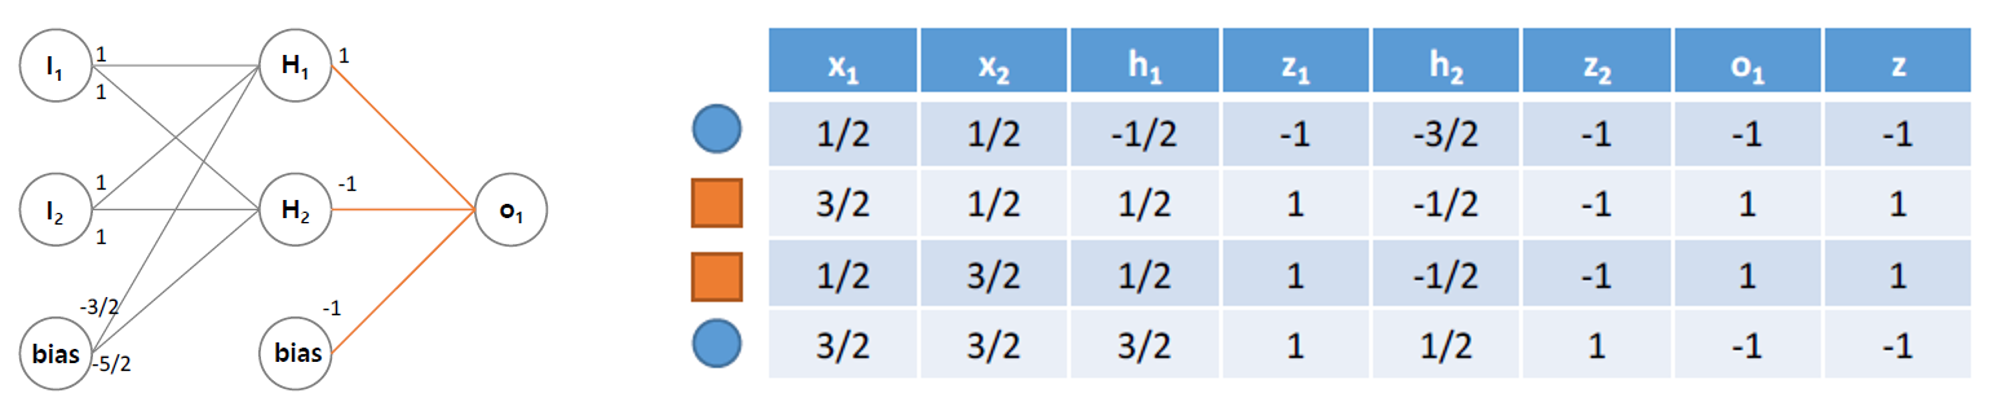 I₁ 1 H₁ 1
1
1 -1
I₂ H₂ o₁
1
-3/2 -1
bias bias
-5/2
x₁ x₂ h₁ z₁ h₂ z₂ o₁ z
1/2 1/2 -1/2 -1 -3/2 -1 -1 -1
3/2 1/2 1/2 1 -1/2 -1 1 1
1/2 3/2 1/2 1 -1/2 -1 1 1
3/2 3/2 3/2 1 1/2 1 -1 -1